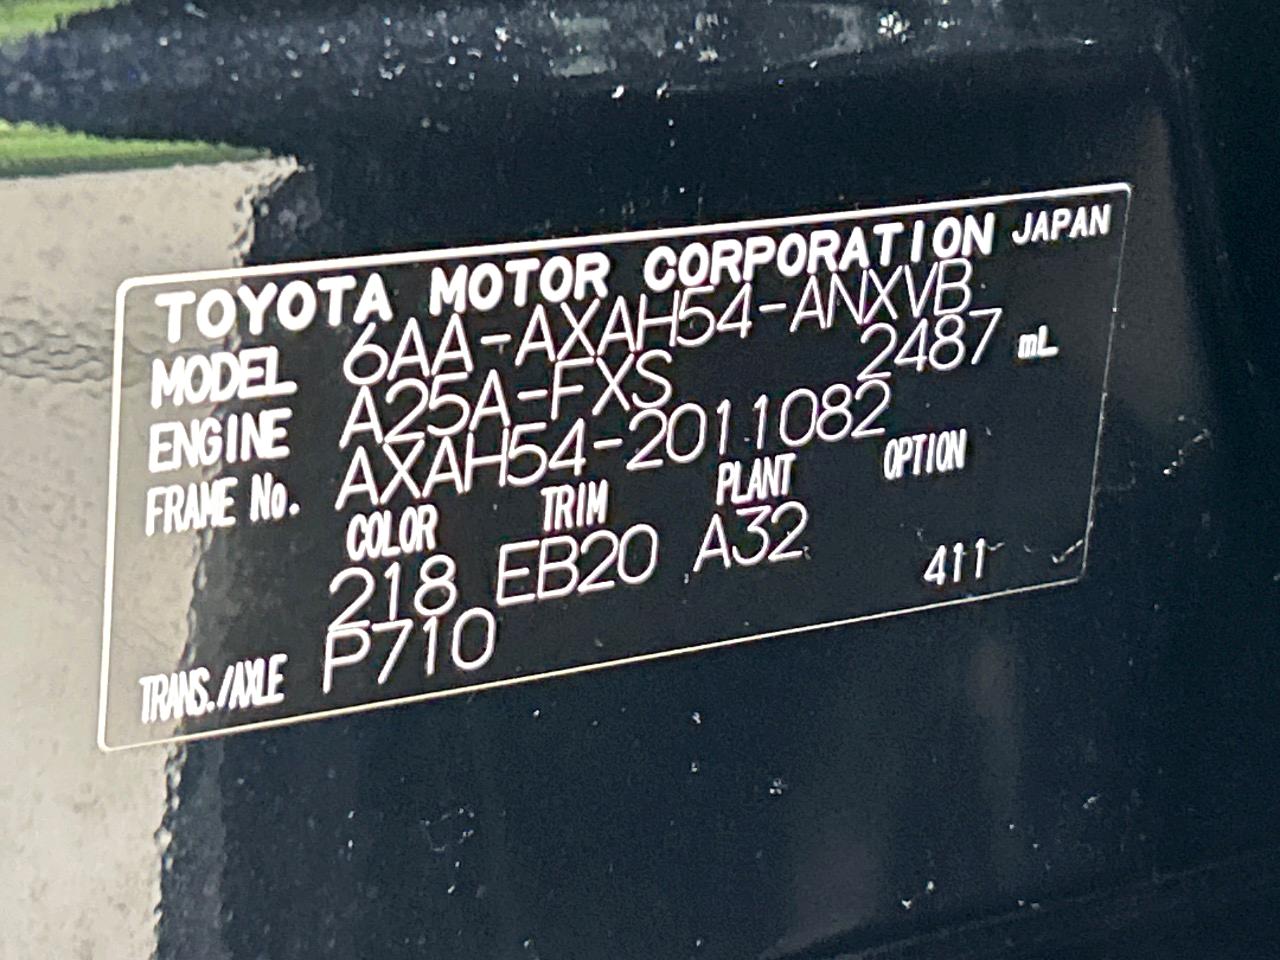 TOYOTA MOTOR CORPORATION JAPAN
MODEL 6AA-AXAH54-ANXVB
ENGINE A25A-FXS 2487 mL
FRAME No. AXAH54-2011082
COLOR TRIM PLANT OPTION
218 EB20 A32 411
TRANS./AXLE P710